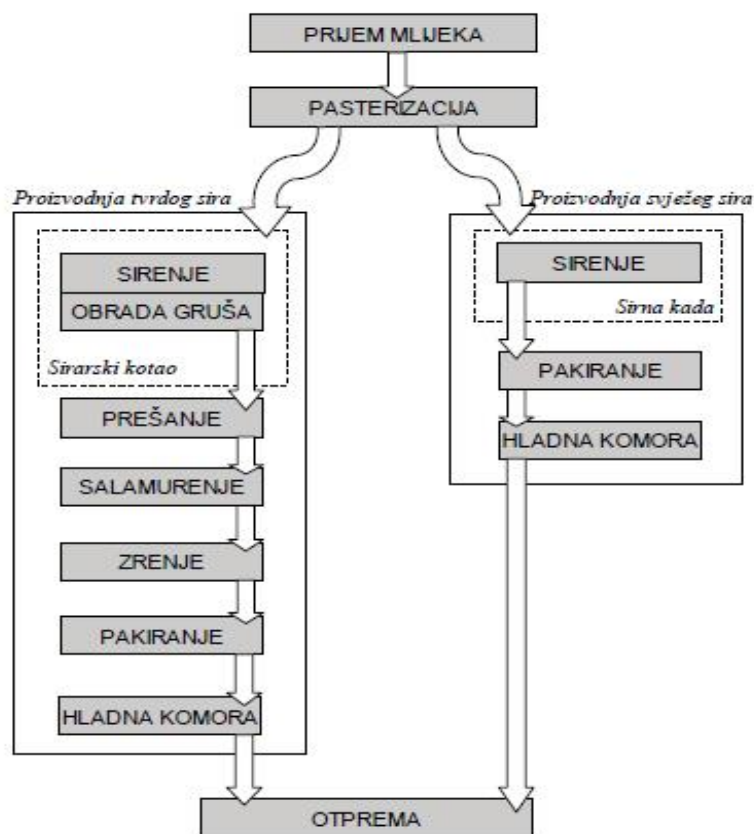 PRIJEM MLIJEKA
PASTERIZACIJA
Proizvodnja tvrdog sira
SIRENJE
OBRADA GRUŠA
Sirarski kotao
PREŠANJE
SALAMURENJE
ZRENJE
PAKIRANJE
HLADNA KOMORA
Proizvodnja svježeg sira
SIRENJE
Sirna kada
PAKIRANJE
HLADNA KOMORA
OTPREMA